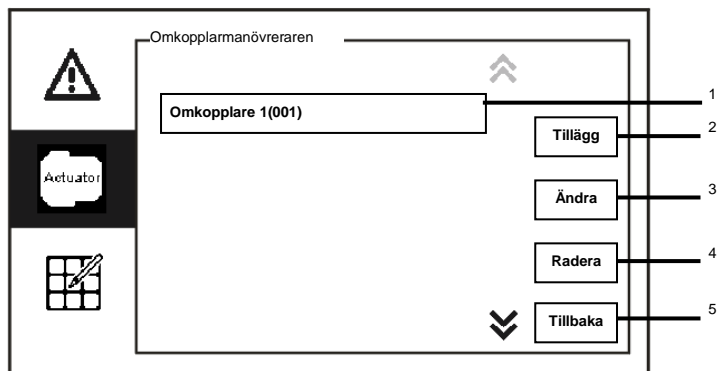 Omkopplarmanövreraren
Omkopplare 1(001)
1
Tillägg
2
Actuator
Ändra
3
Radera
4
Tillbaka
5